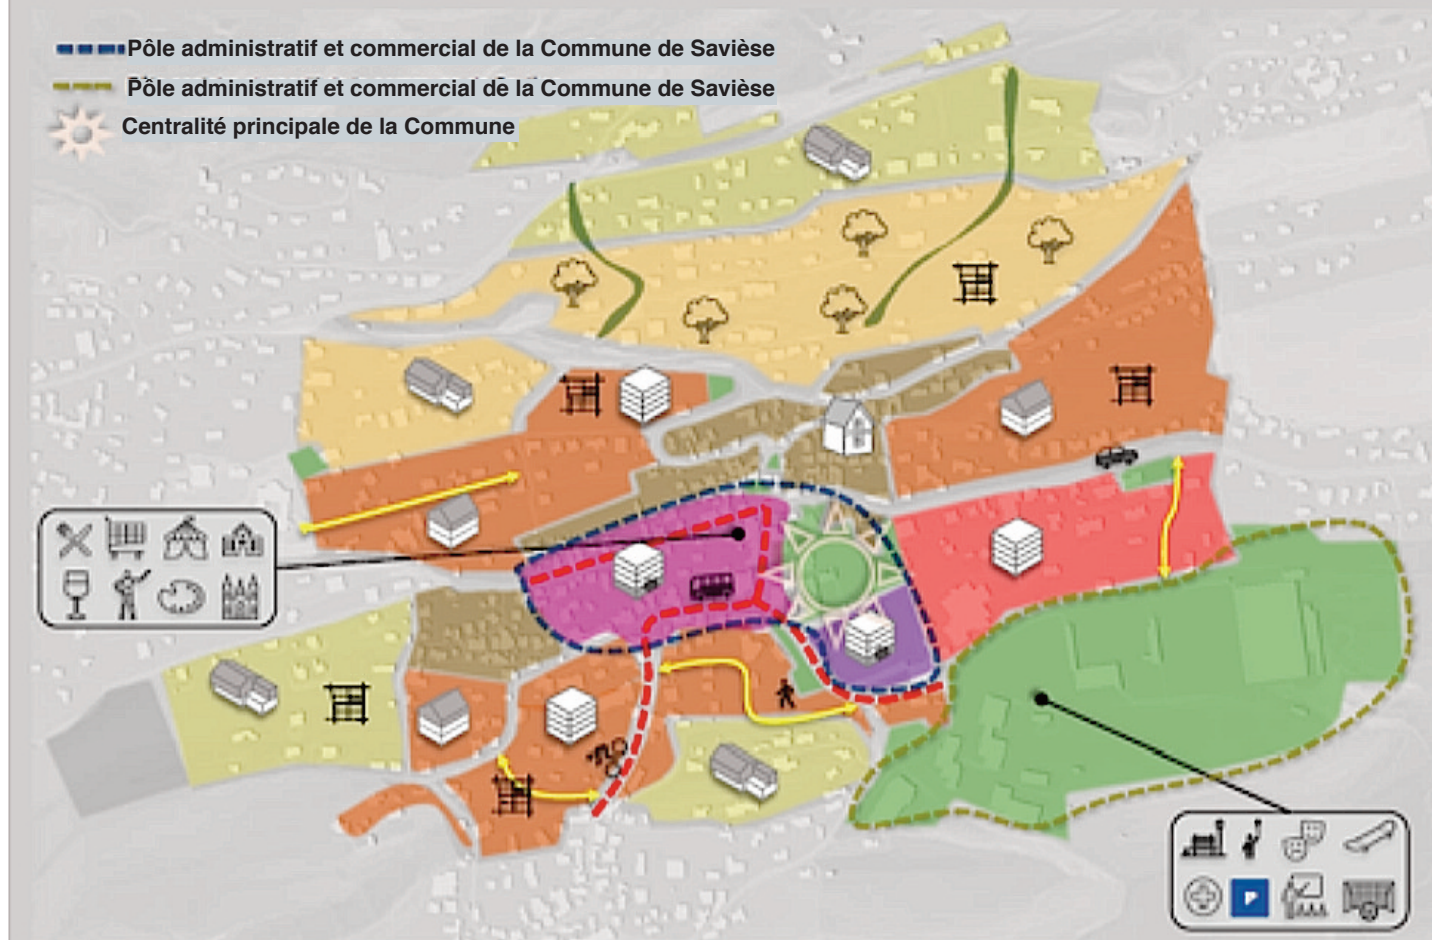 Pôle administratif et commercial de la Commune de Savièse
Pôle administratif et commercial de la Commune de Savièse
Centralité principale de la Commune